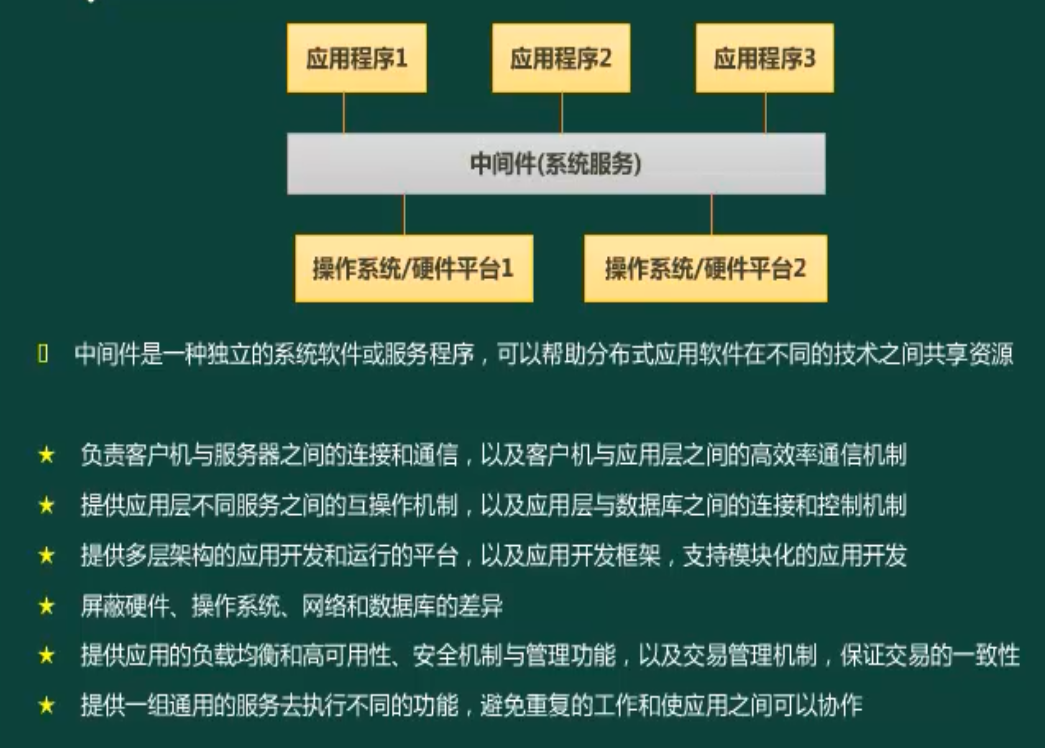 应用程序1 应用程序2 应用程序3
中间件(系统服务)
操作系统/硬件平台1 操作系统/硬件平台2
中间件是一种独立的系统软件或服务程序，可以帮助分布式应用软件在不同的技术之间共享资源
★ 负责客户机与服务器之间的连接和通信，以及客户机与应用层之间的高效率通信机制
★ 提供应用层不同服务之间的互操作机制，以及应用层与数据库之间的连接和控制机制
★ 提供多层架构的应用开发和运行的平台，以及应用开发框架，支持模块化的应用开发
★ 屏蔽硬件、操作系统、网络和数据库的差异
★ 提供应用的负载均衡和高可用性、安全机制与管理功能，以及交易管理机制，保证交易的一致性
★ 提供一组通用的服务去执行不同的功能，避免重复的工作和使应用之间可以协作